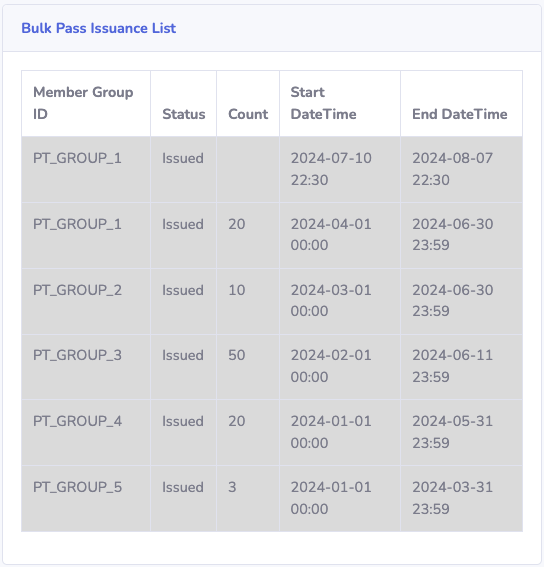 Bulk Pass Issuance List
Member Group ID Status Count Start DateTime End DateTime
PT_GROUP_1 Issued 2024-07-10 22:30 2024-08-07 22:30
PT_GROUP_1 Issued 20 2024-04-01 00:00 2024-06-30 23:59
PT_GROUP_2 Issued 10 2024-03-01 00:00 2024-06-30 23:59
PT_GROUP_3 Issued 50 2024-02-01 00:00 2024-06-11 23:59
PT_GROUP_4 Issued 20 2024-01-01 00:00 2024-05-31 23:59
PT_GROUP_5 Issued 3 2024-01-01 00:00 2024-03-31 23:59